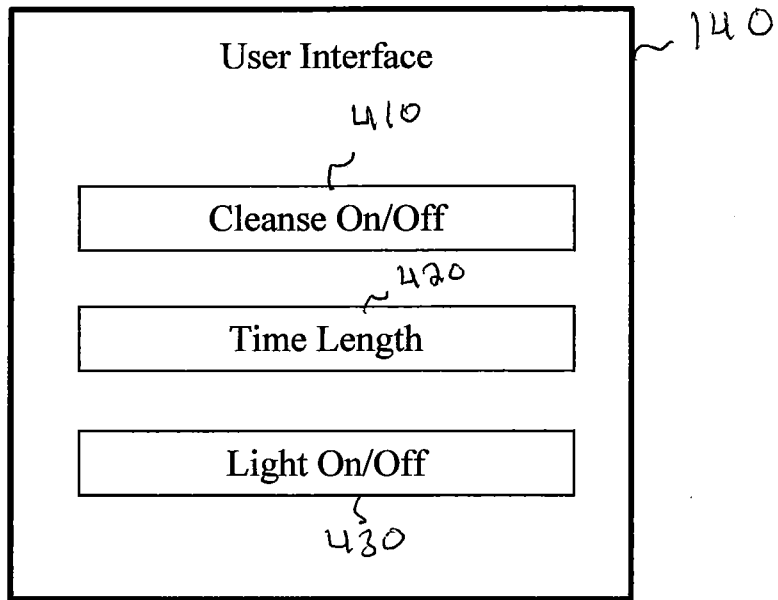 140
User Interface
410
Cleanse On/Off
420
Time Length
Light On/Off
430